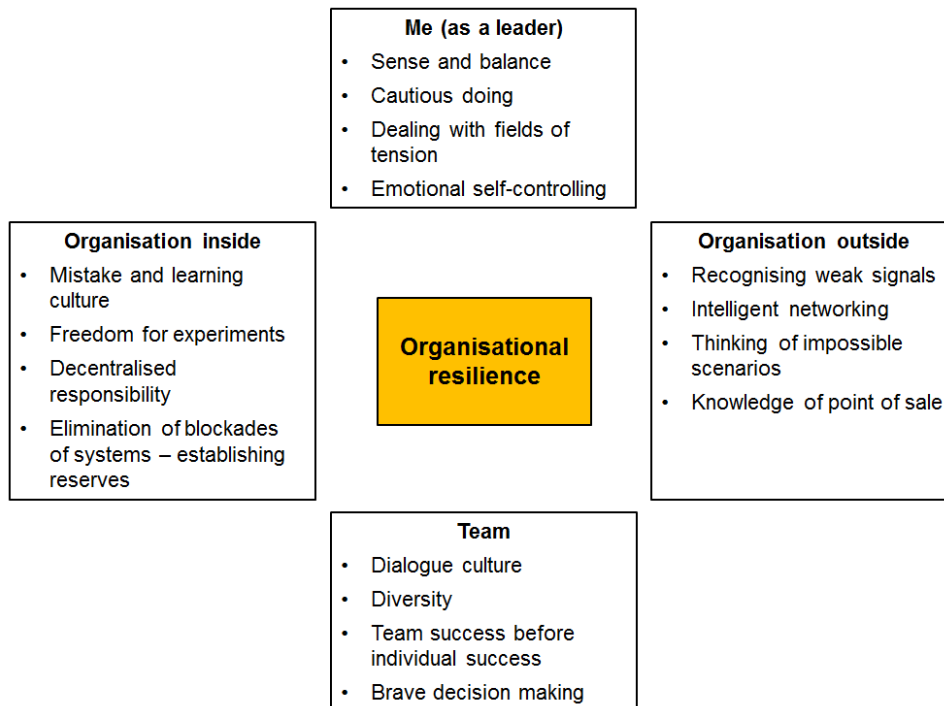 Me (as a leader)
• Sense and balance
• Cautious doing
• Dealing with fields of
tension
• Emotional self-controlling
Organisation inside
• Mistake and learning
culture
• Freedom for experiments
• Decentralised
responsibility
• Elimination of blockades
of systems – establishing
reserves
Organisational
resilience
Organisation outside
• Recognising weak signals
• Intelligent networking
• Thinking of impossible
scenarios
• Knowledge of point of sale
Team
• Dialogue culture
• Diversity
• Team success before
individual success
• Brave decision making